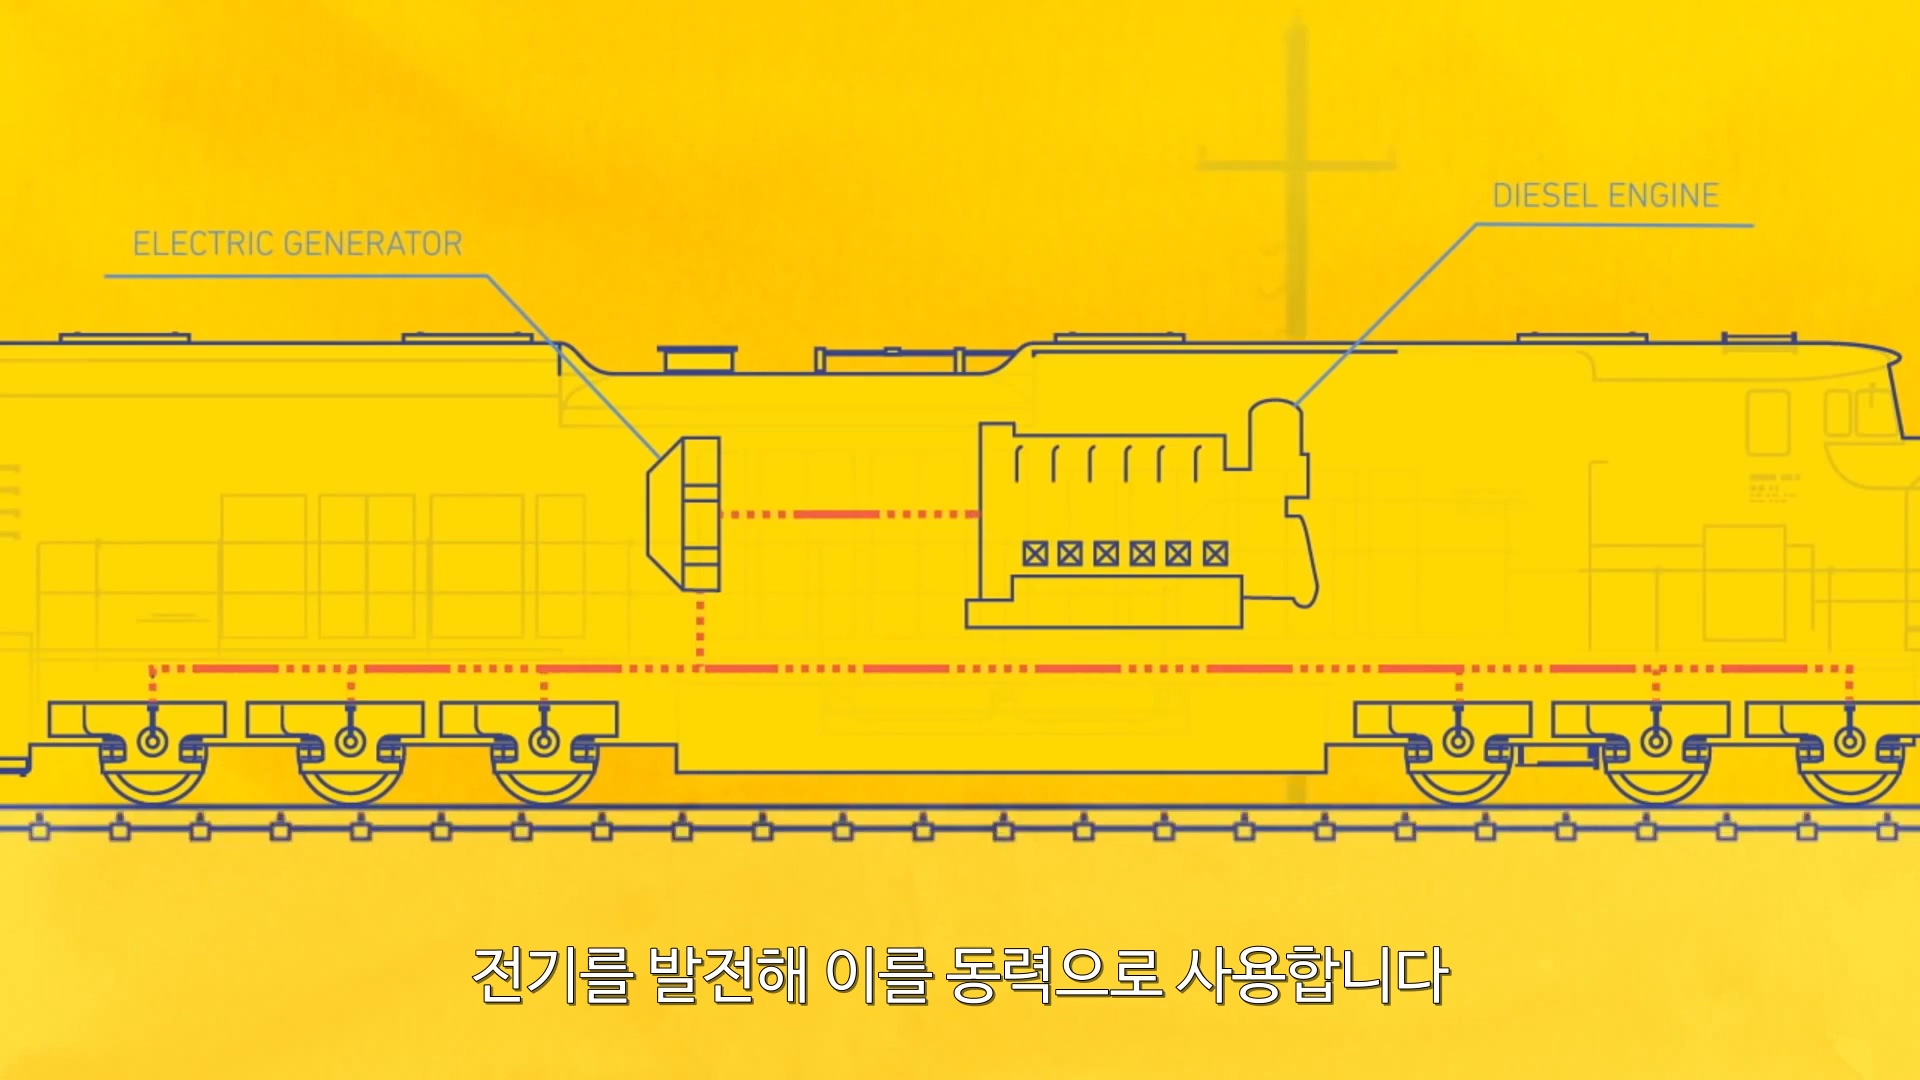 DIESEL ENGINE
ELECTRIC GENERATOR
전기를 발전해 이를 동력으로 사용합니다